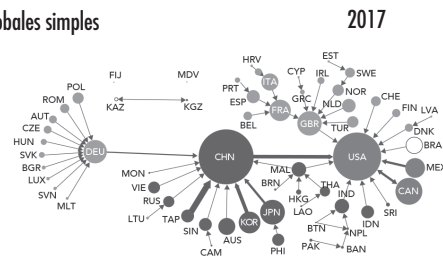 obales simples 2017
HRV
EST
POL
FIJ
MDV
ITA
CYP
IRL
SWE
PRT
NOR
ROM
ESP
GRC
NLD
CHE
KAZ
KGZ
FRA
FIN
LVA
AUT
BEL
GBR
TUR
DNK
CZE
BRA
HUN
DEU
CHN
USA
SVK
MEX
BGR
MON
MAL
LUX
VIE
BRN
THA
IND
CAN
SVN
RUS
HKG
MLT
LTU
TAP
JPN
LAO
SRI
SIN
KOR
IDN
AUS
BTN
NPL
CAM
PHI
PAK
BAN